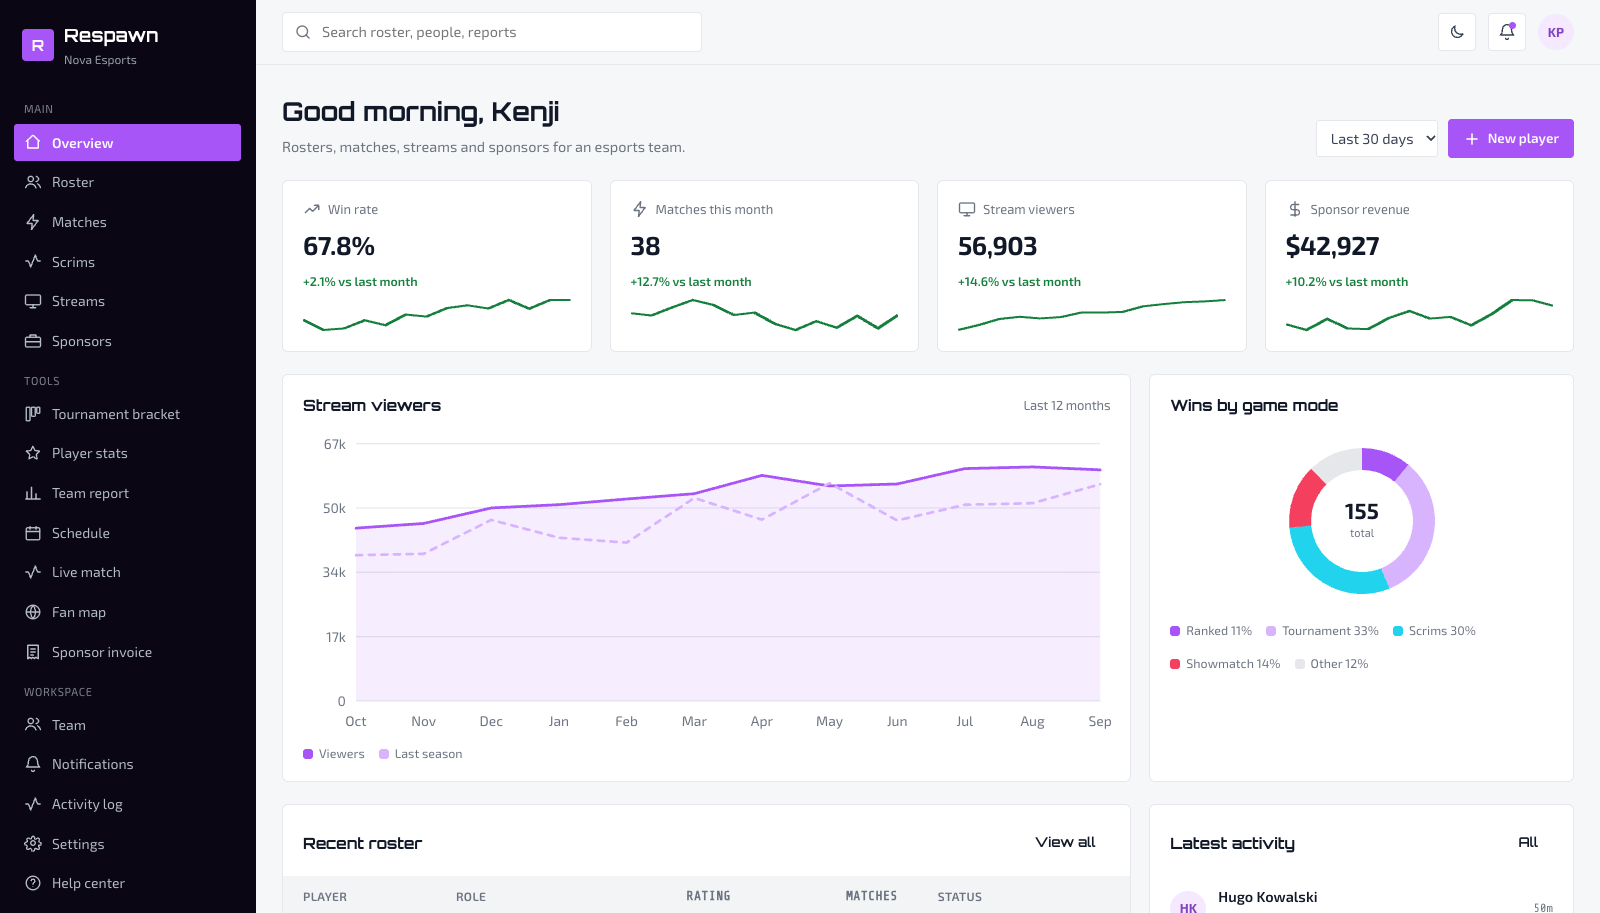 R
Respawn
Nova Esports
MAIN
Overview
Roster
Matches
Scrims
Streams
Sponsors
TOOLS
Tournament bracket
Player stats
Team report
Schedule
Live match
Fan map
Sponsor invoice
WORKSPACE
Team
Notifications
Activity log
Settings
Help center
Search roster, people, reports
KP
Good morning, Kenji
Rosters, matches, streams and sponsors for an esports team.
Last 30 days
New player
Win rate
67.8%
+2.1% vs last month
Matches this month
38
+12.7% vs last month
Stream viewers
56,903
+14.6% vs last month
Sponsor revenue
$42,927
+10.2% vs last month
Stream viewers
Last 12 months
67k
50k
34k
17k
0
Oct Nov Dec Jan Feb Mar Apr May Jun Jul Aug Sep
Viewers Last season
Wins by game mode
155
total
Ranked 11% Tournament 33% Scrims 30%
Showmatch 14% Other 12%
Recent roster
View all
PLAYER ROLE RATING MATCHES STATUS
Latest activity
All
HK
Hugo Kowalski
50m